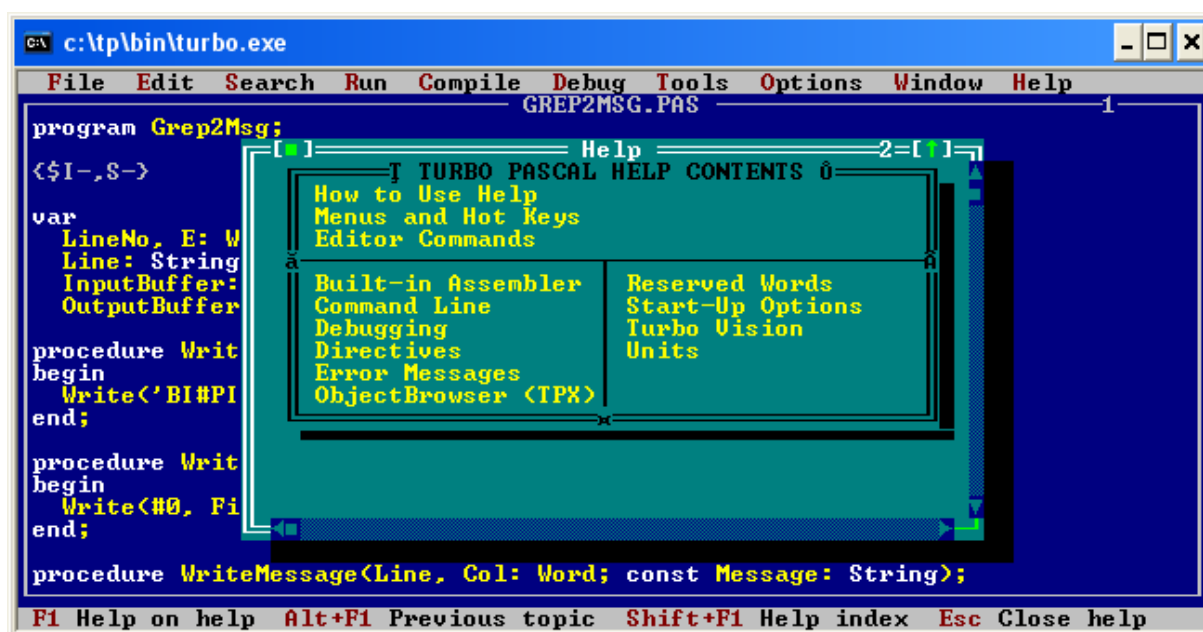 c:\tp\bin\turbo.exe
File Edit Search Run Compile Debug Tools Options Window Help
GREP2MSG.PAS 1
program Grep2Msg;
{$I-,S-}
var
LineNo, E: W
Line: String
InputBuffer:
OutputBuffer
procedure Writ
begin
Write('BI#PI
end;
procedure Writ
begin
Write(#0, Fi
end;
procedure WriteMessage(Line, Col: Word; const Message: String);
[■] Help 2=[↑]
Ţ TURBO PASCAL HELP CONTENTS û
How to Use Help
Menus and Hot Keys
Editor Commands
Built-in Assembler
Command Line
Debugging
Directives
Error Messages
ObjectBrowser (TPX)
Reserved Words
Start-Up Options
Turbo Vision
Units
F1 Help on help Alt+F1 Previous topic Shift+F1 Help index Esc Close help